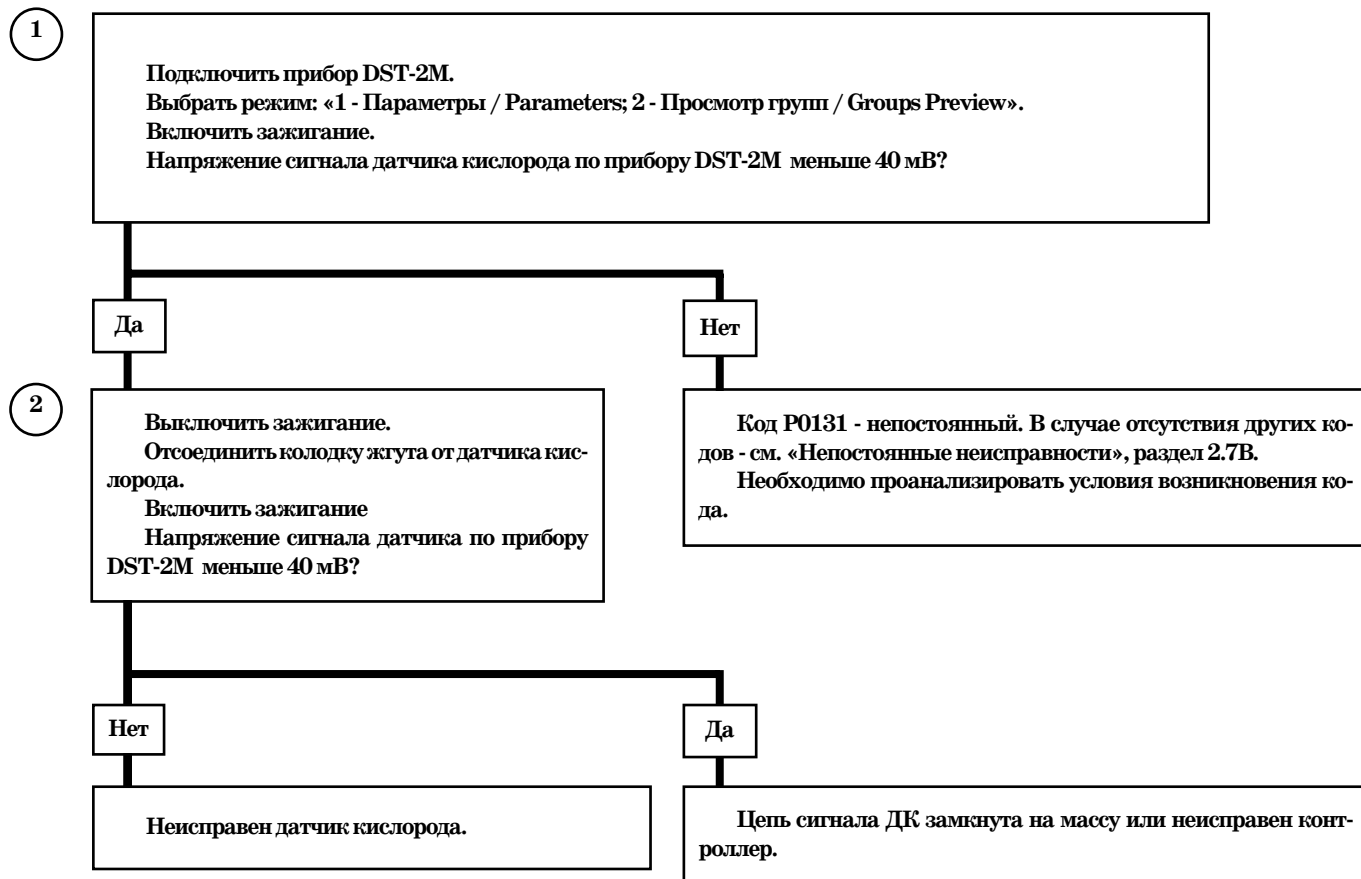 1
Подключить прибор DST-2М.
Выбрать режим: «1 - Параметры / Parameters; 2 - Просмотр групп / Groups Preview».
Включить зажигание.
Напряжение сигнала датчика кислорода по прибору DST-2М меньше 40 мВ?
Да
Нет
2
Выключить зажигание.
Отсоединить колодку жгута от датчика кис-
лорода.
Включить зажигание
Напряжение сигнала датчика по прибору
DST-2М меньше 40 мВ?
Код Р0131 - непостоянный. В случае отсутствия других ко-
дов - см. «Непостоянные неисправности», раздел 2.7В.
Необходимо проанализировать условия возникновения ко-
да.
Нет
Да
Неисправен датчик кислорода.
Цепь сигнала ДК замкнута на массу или неисправен конт-
роллер.